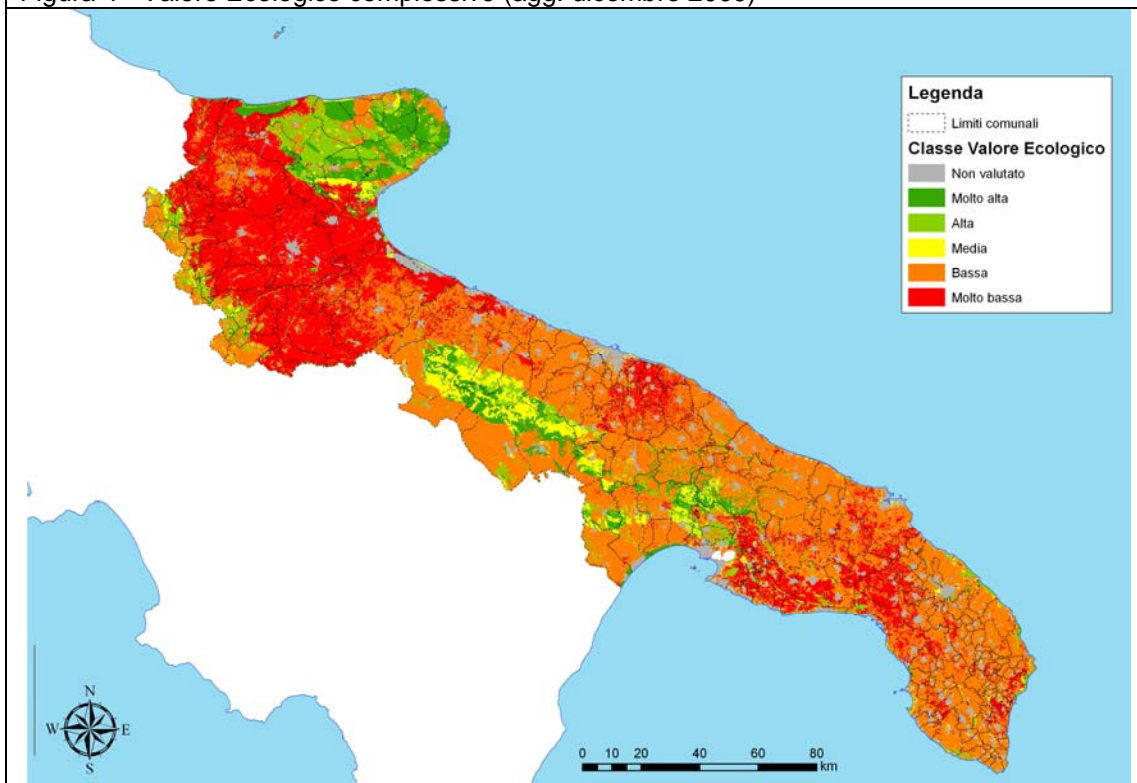 Legenda
Limiti comunali
Classe Valore Ecologico
Non valutato
Molto alta
Alta
Media
Bassa
Molto bassa
N
W E
S
0 10 20 40 60 80
km